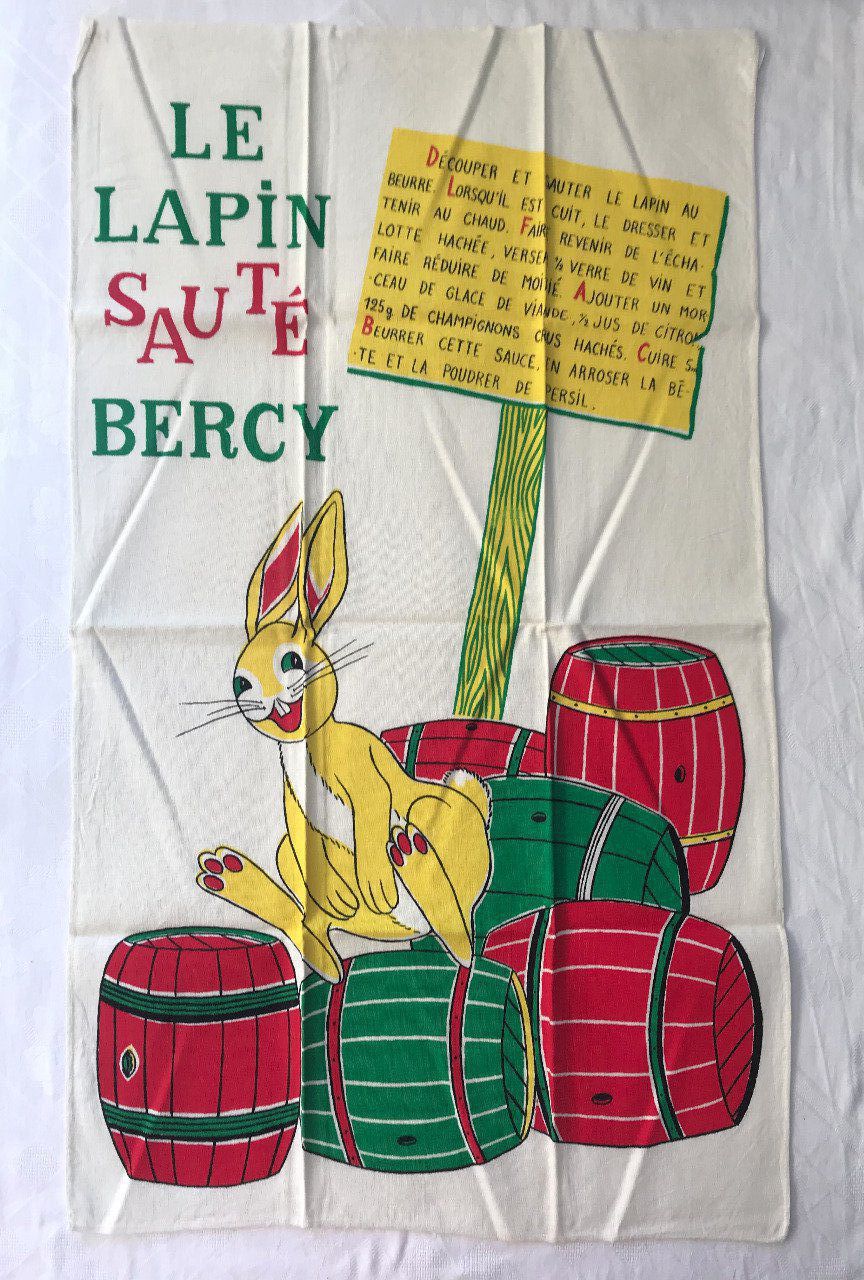 LE
LAPIN
SAUTÉ
BERCY
DÉCOUPER ET SAUTER LE LAPIN AU
BEURRE. LORSQU'IL EST CUIT, LE DRESSER ET
TENIR AU CHAUD. FAIRE REVENIR DE L'ÉCHA-
LOTTE HACHÉE, VERSER ½ VERRE DE VIN ET
FAIRE RÉDUIRE DE MOITIÉ. AJOUTER UN MOR
-CEAU DE GLACE DE VIANDE, ½ JUS DE CITRON
125g DE CHAMPIGNONS CRUS HACHÉS. CUIRE
BEURRER CETTE SAUCE, EN ARROSER LA BÊ-
-TE ET LA POUDRER DE PERSIL.